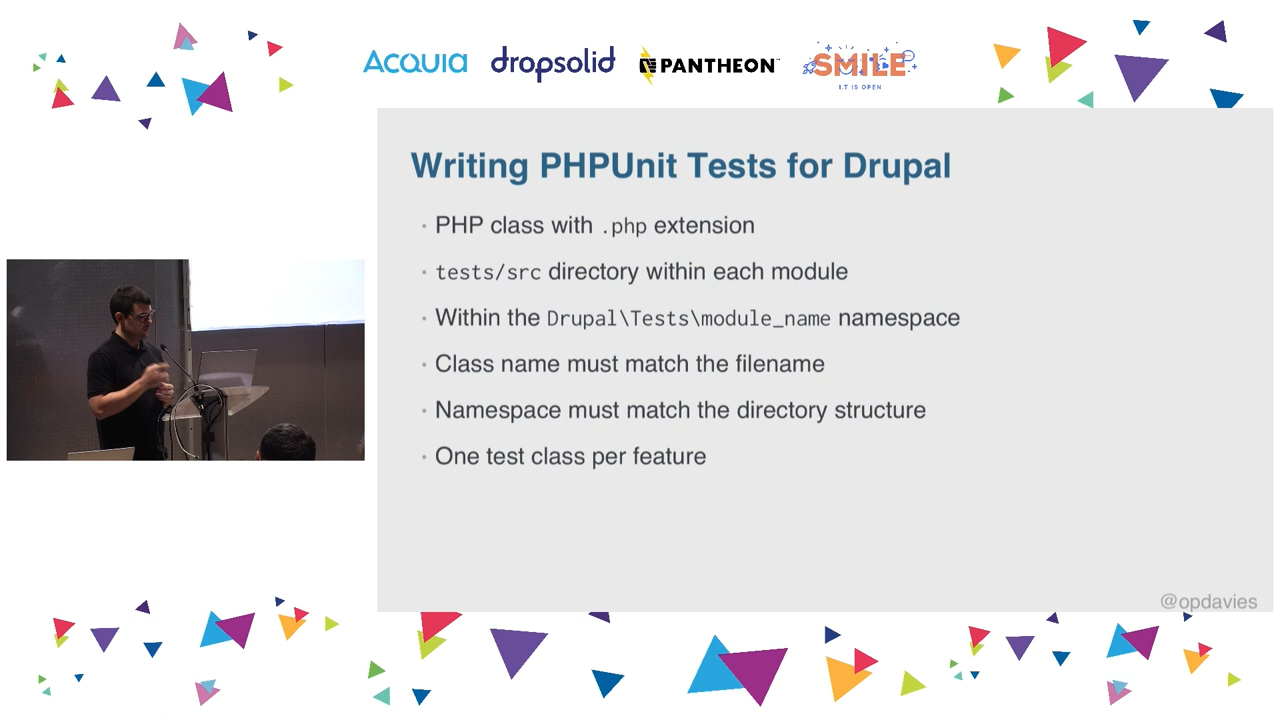 ACQUIA
dropsolid
PANTHEON
SMILE
I.T IS OPEN
Writing PHPUnit Tests for Drupal
• PHP class with .php extension
• tests/src directory within each module
• Within the Drupal\Tests\module_name namespace
• Class name must match the filename
• Namespace must match the directory structure
• One test class per feature
@opdavies